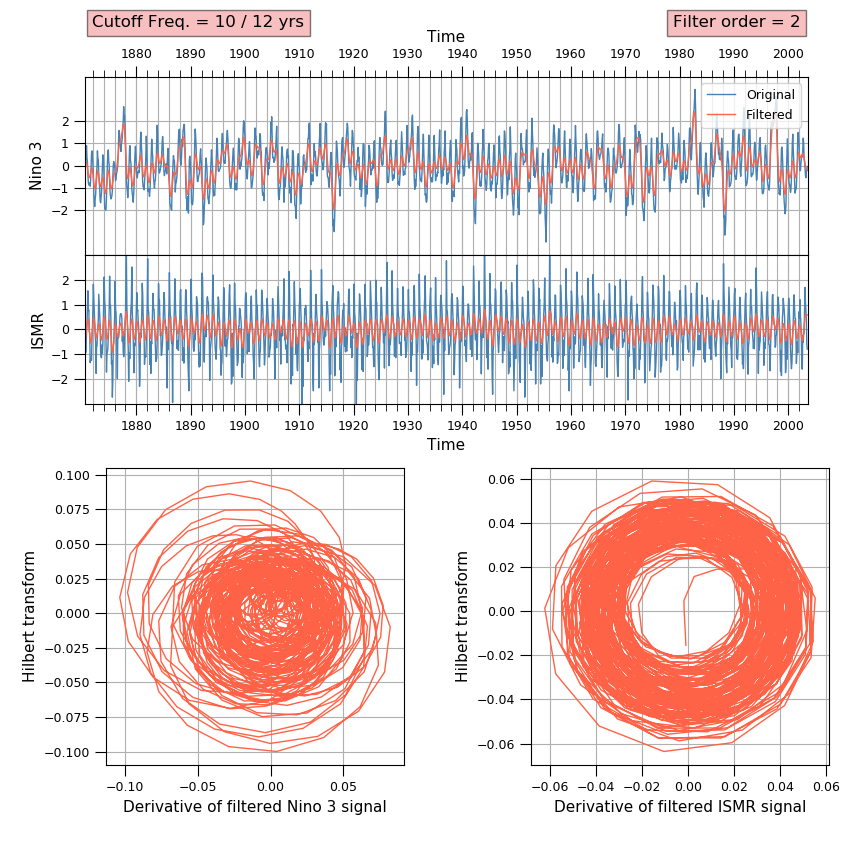 Cutoff Freq. = 10 / 12 yrs
Filter order = 2
Time
1880 1890 1900 1910 1920 1930 1940 1950 1960 1970 1980 1990 2000
Original
Filtered
Nino 3
2
1
0
−1
−2
ISMR
2
1
0
−1
−2
1880 1890 1900 1910 1920 1930 1940 1950 1960 1970 1980 1990 2000
Time
Hilbert transform
0.100
0.075
0.050
0.025
0.000
−0.025
−0.050
−0.075
−0.100
−0.10 −0.05 0.00 0.05
Derivative of filtered Nino 3 signal
Hilbert transform
0.06
0.04
0.02
0.00
−0.02
−0.04
−0.06
−0.06 −0.04 −0.02 0.00 0.02 0.04 0.06
Derivative of filtered ISMR signal